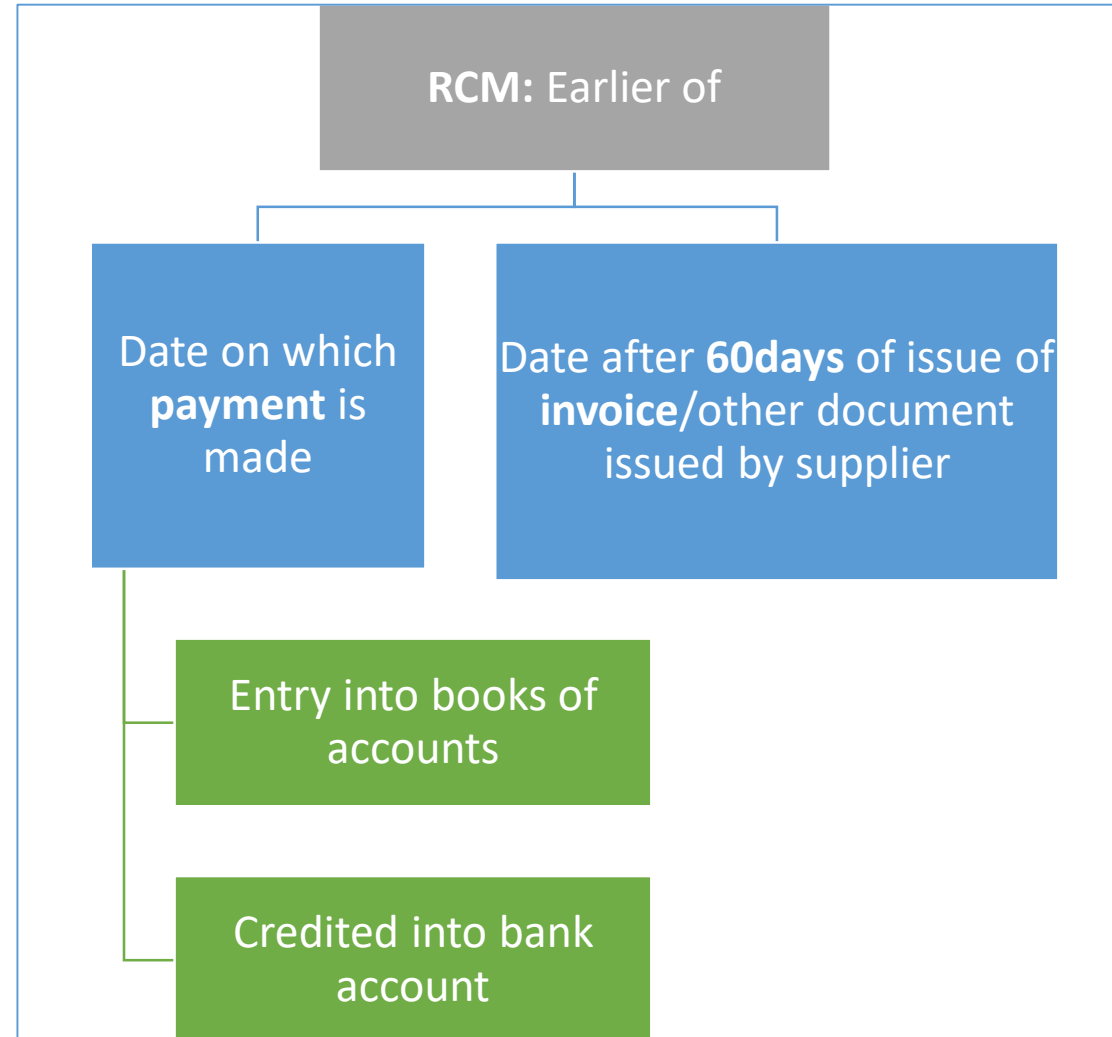 RCM: Earlier of
Date on which
payment is
made
Date after 60days of issue of
invoice/other document
issued by supplier
Entry into books of
accounts
Credited into bank
account